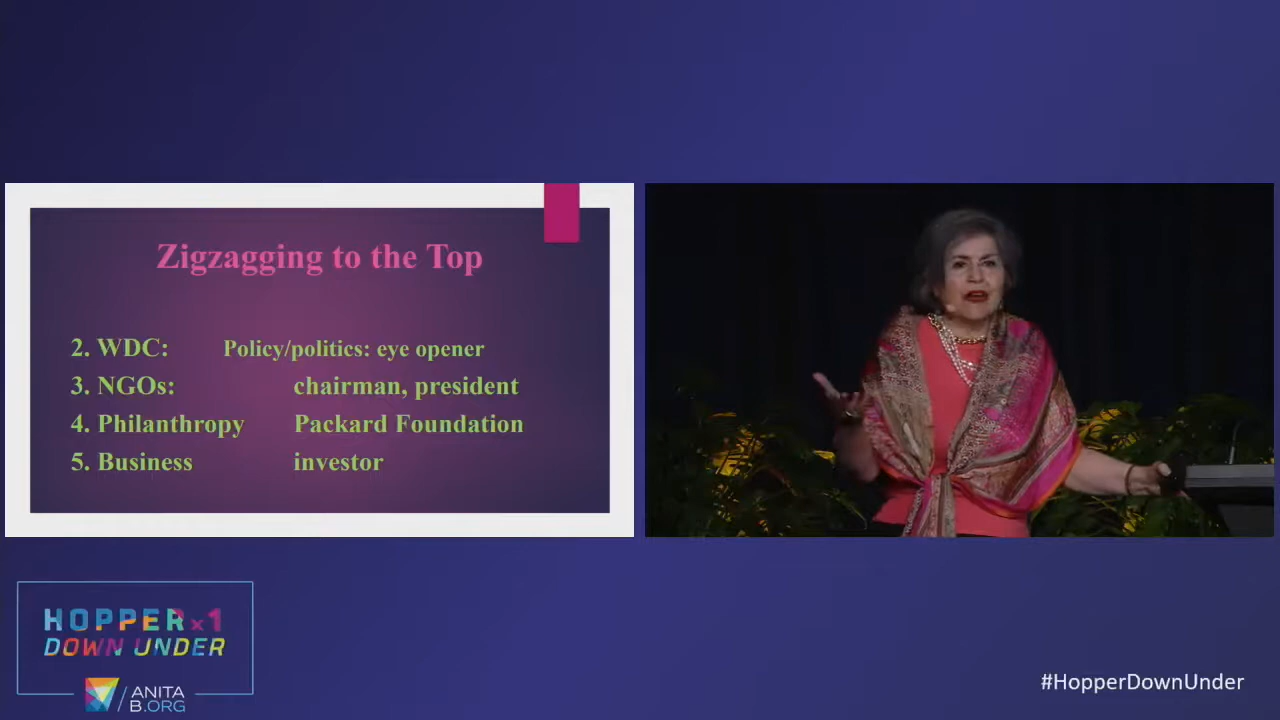 Zigzagging to the Top
2. WDC: Policy/politics: eye opener
3. NGOs: chairman, president
4. Philanthropy Packard Foundation
5. Business investor
HOPPER x1
DOWN UNDER
ANITA
B.ORG
#HopperDownUnder